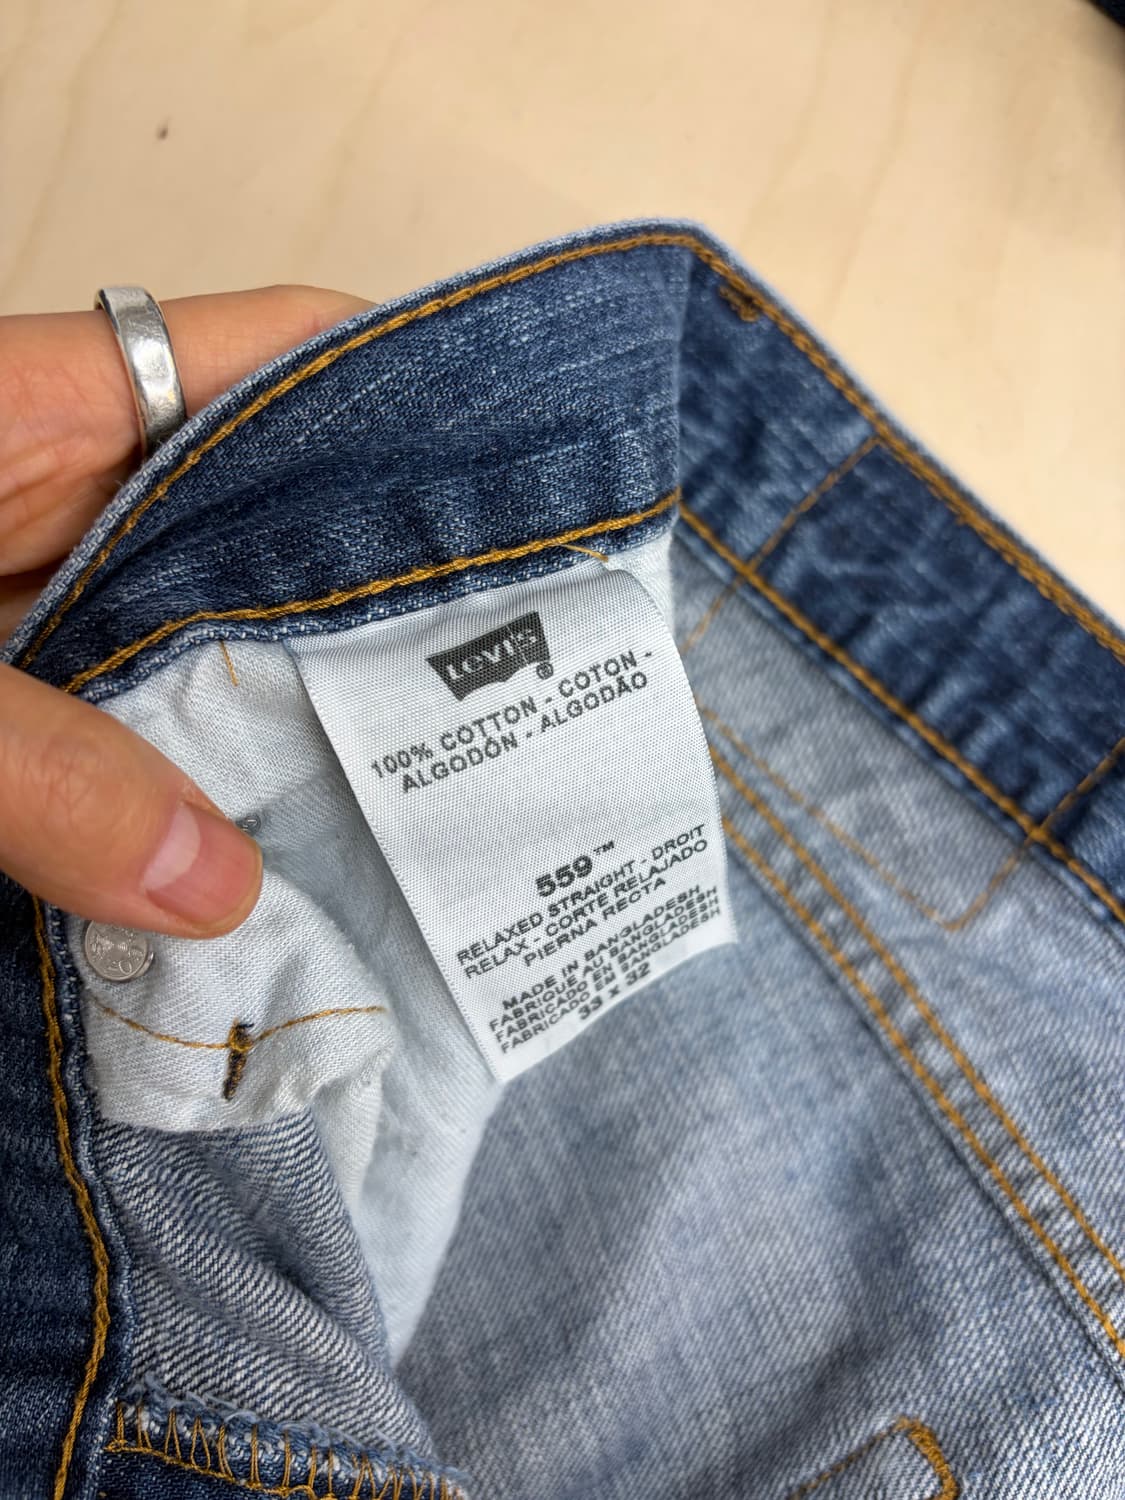 Levi's®
100% COTTON - COTON -
ALGODÓN - ALGODÃO
559™
RELAXED STRAIGHT - DROIT
RELAX - CORTE RELAJADO
PIERNA RECTA
MADE IN BANGLADESH
FABRIQUÉ AU BANGLADESH
FABRICADO EN BANGLADESH
FABRICADO EM BANGLADESH
33 X 32